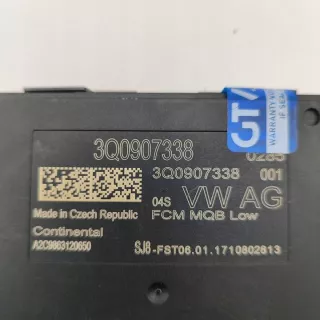 3Q0907338 0285
3Q0907338 001
04S VW AG
Made in Czech Republic FCM MQB Low
Continental
A2C9863120650 SJ6-FST06.01.1710802813
WARRANTY